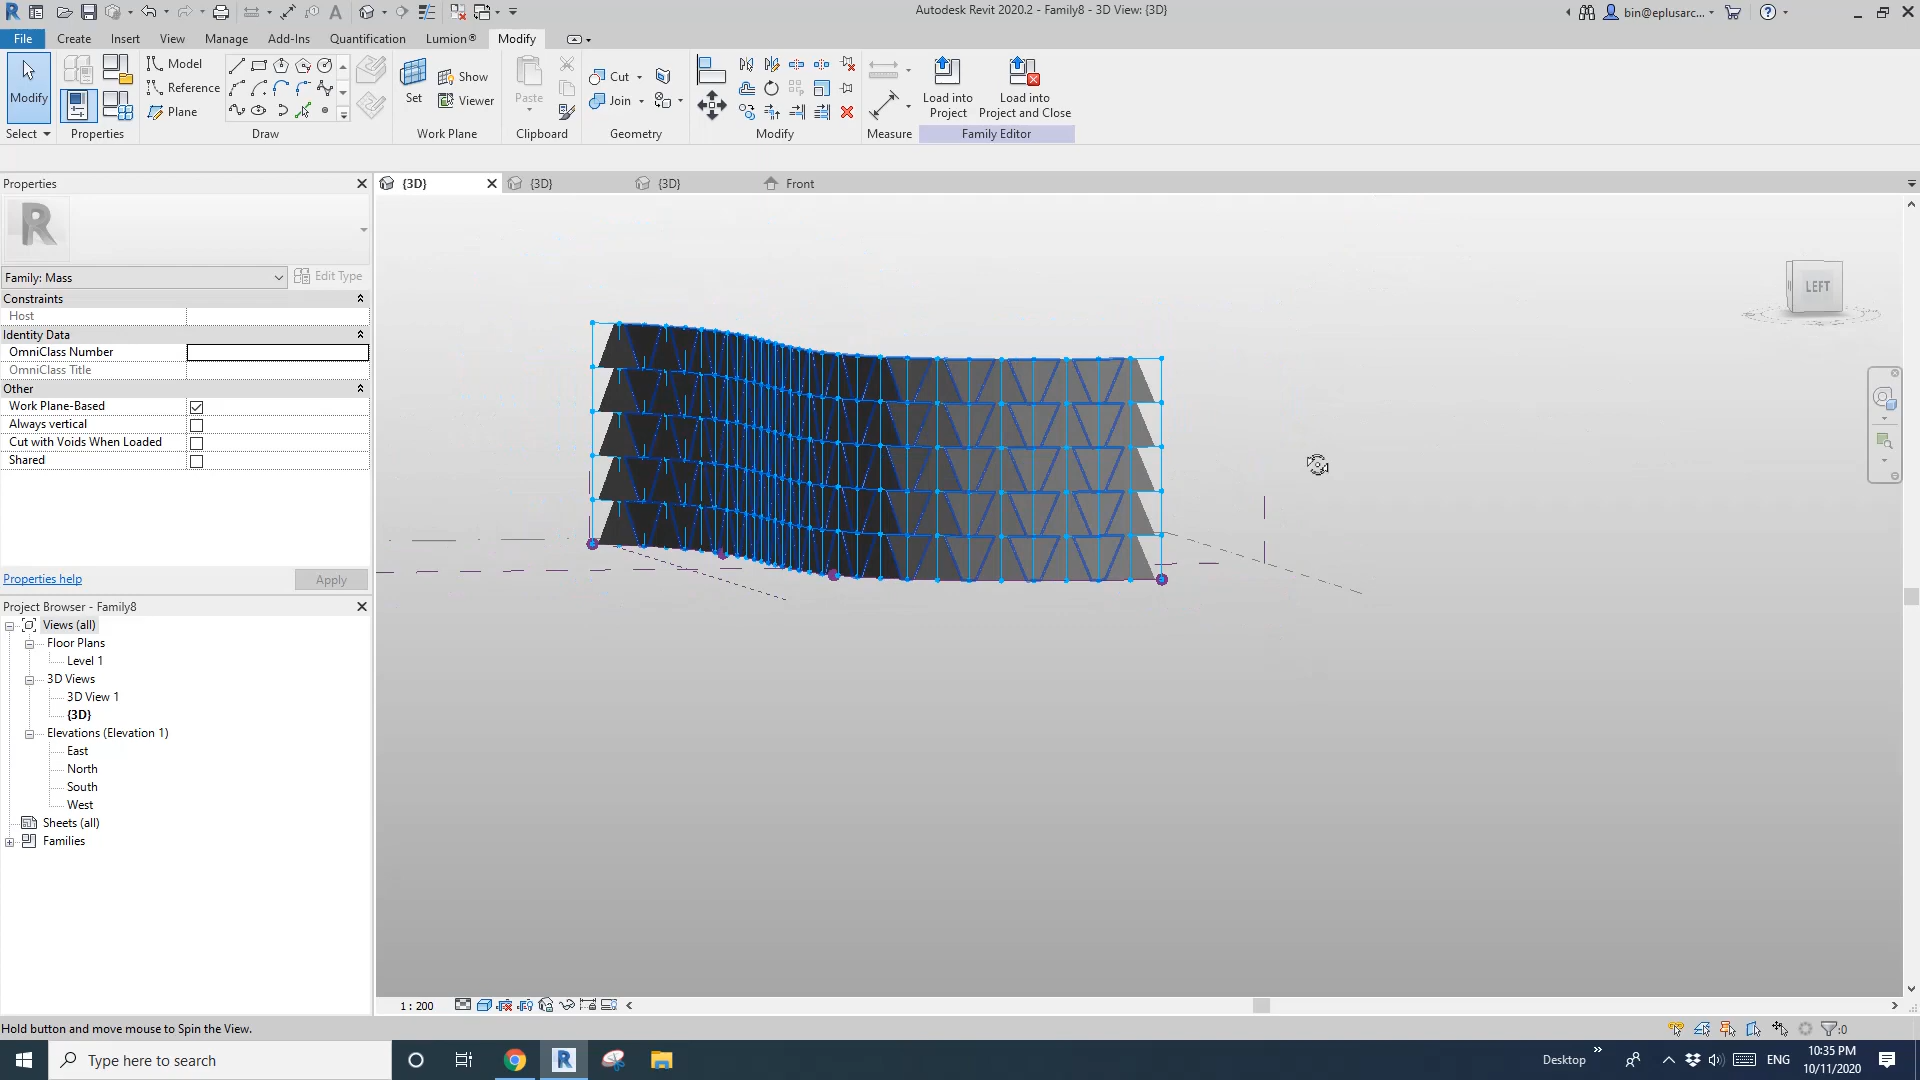 Autodesk Revit 2020.2 - Family8 - 3D View: {3D}
bin@eplusarc...
File Create Insert View Manage Add-Ins Massing Quantification Lumion® Modify
Modify
Select
Properties
Model
Reference
Plane
Draw
Set
Show
Viewer
Work Plane
Paste
Clipboard
Cut
Join
Geometry
Modify
Measure
Load into
Project
Load into
Project and Close
Family Editor
Properties
{3D}
{3D}
{3D}
Front
R
Family: Mass
Edit Type
Constraints
Host
Identity Data
OmniClass Number
OmniClass Title
Other
Work Plane-Based
Always vertical
Cut with Voids When Loaded
Shared
LEFT
Properties help
Apply
Project Browser - Family8
Views (all)
Floor Plans
Level 1
3D Views
3D View 1
{3D}
Elevations (Elevation 1)
East
North
South
West
Sheets (all)
Families
1 : 200
Hold button and move mouse to Spin the View.
:0
Type here to search
Desktop
ENG
10:35 PM
10/11/2020